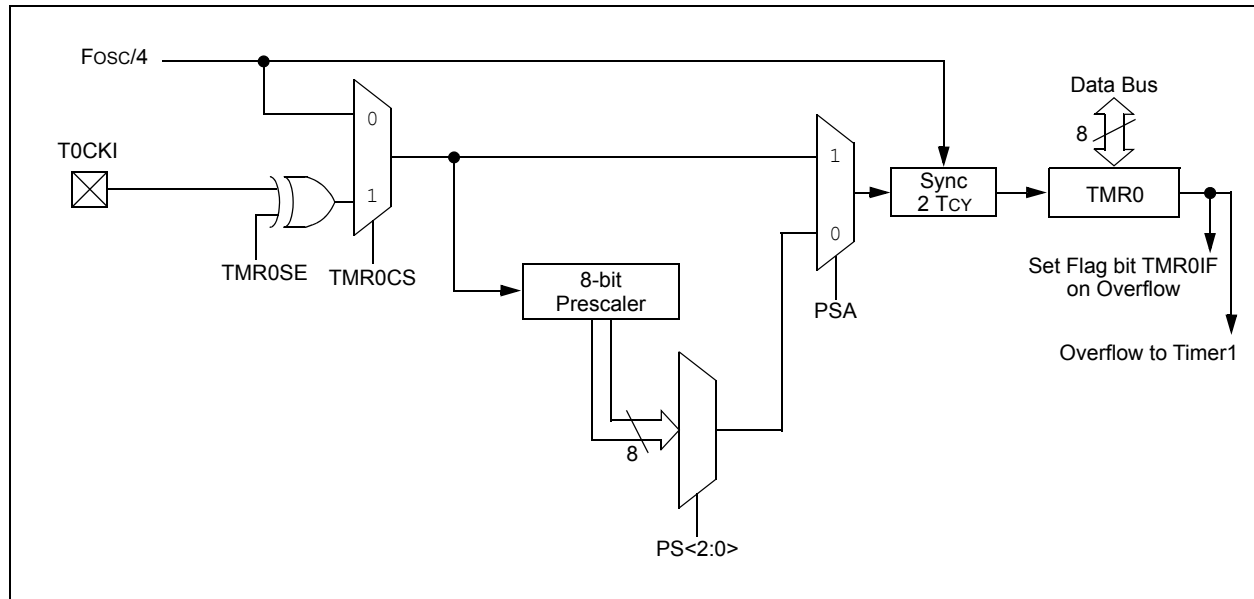 FOSC/4
Data Bus
8
T0CKI
0
1
1
0
Sync
2 TCY
TMR0
TMR0SE
TMR0CS
8-bit
Prescaler
PSA
Set Flag bit TMR0IF
on Overflow
Overflow to Timer1
8
PS<2:0>